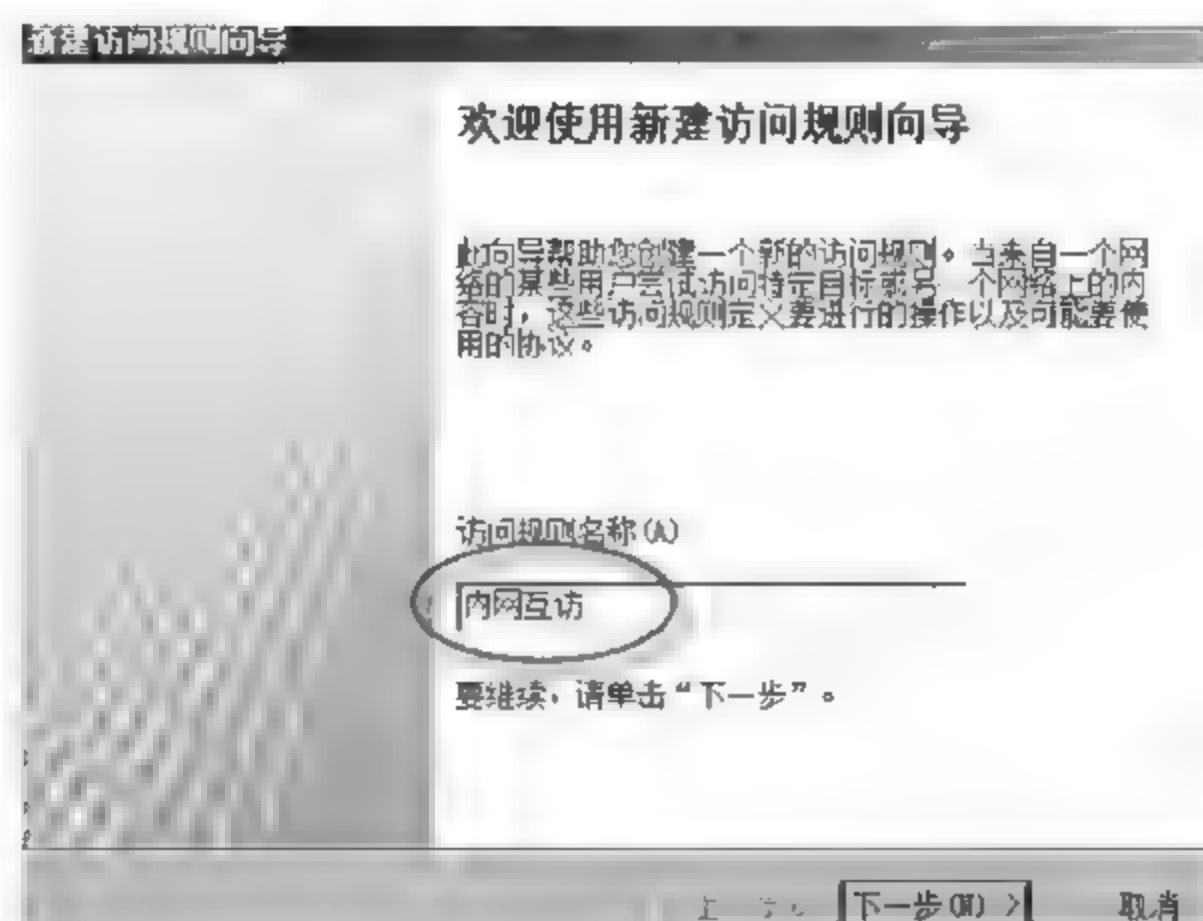 新建访问规则向导
欢迎使用新建访问规则向导
此向导帮助您创建一个新的访问规则。当来自一个网
络的某些用户尝试访问特定目标或另一个网络上的内
容时，这些访问规则定义要进行的操作以及可能要使
用的协议。
访问规则名称(A)
内网互访
要继续，请单击“下一步”。
下一步(N) >
取消